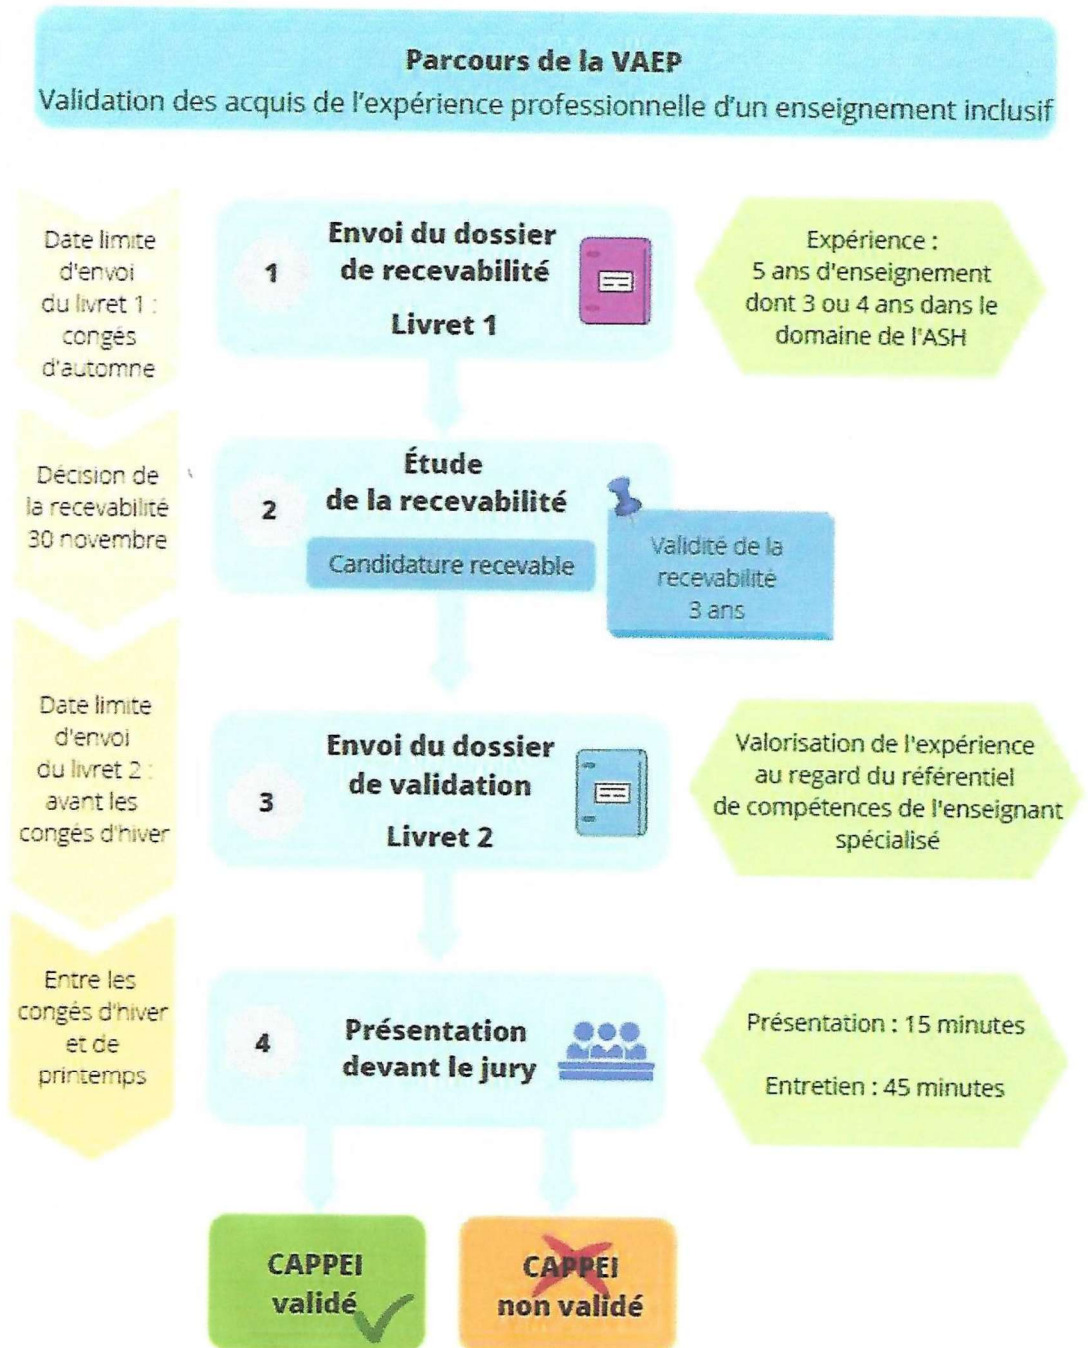 Parcours de la VAEP
Validation des acquis de l'expérience professionnelle d'un enseignement inclusif
Date limite
d'envoi
du livret 1 :
congés
d'automne
1
Envoi du dossier
de recevabilité
Livret 1
Expérience :
5 ans d'enseignement
dont 3 ou 4 ans dans le
domaine de l'ASH
Décision de
la recevabilité
30 novembre
2
Étude
de la recevabilité
Candidature recevable
Validité de la
recevabilité
3 ans
Date limite
d'envoi
du livret 2 :
avant les
congés d'hiver
3
Envoi du dossier
de validation
Livret 2
Valorisation de l'expérience
au regard du référentiel
de compétences de l'enseignant
spécialisé
Entre les
congés d'hiver
et de
printemps
4
Présentation
devant le jury
Présentation : 15 minutes
Entretien : 45 minutes
CAPPEI
validé
CAPPEI
non validé